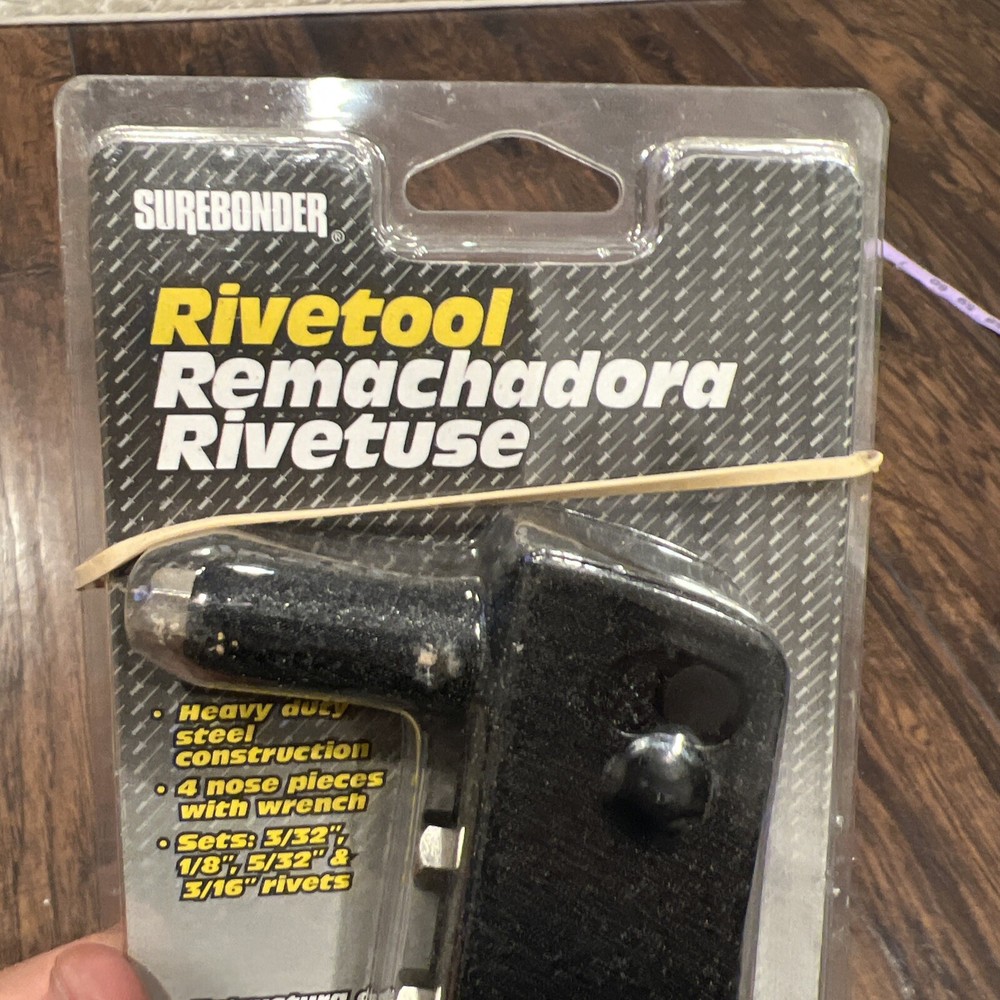 SUREBONDER®
Rivetool
Remachadora
Rivetuse
• Heavy duty
steel
construction
• 4 nose pieces
with wrench
• Sets: 3/32",
1/8", 5/32" &
3/16" rivets